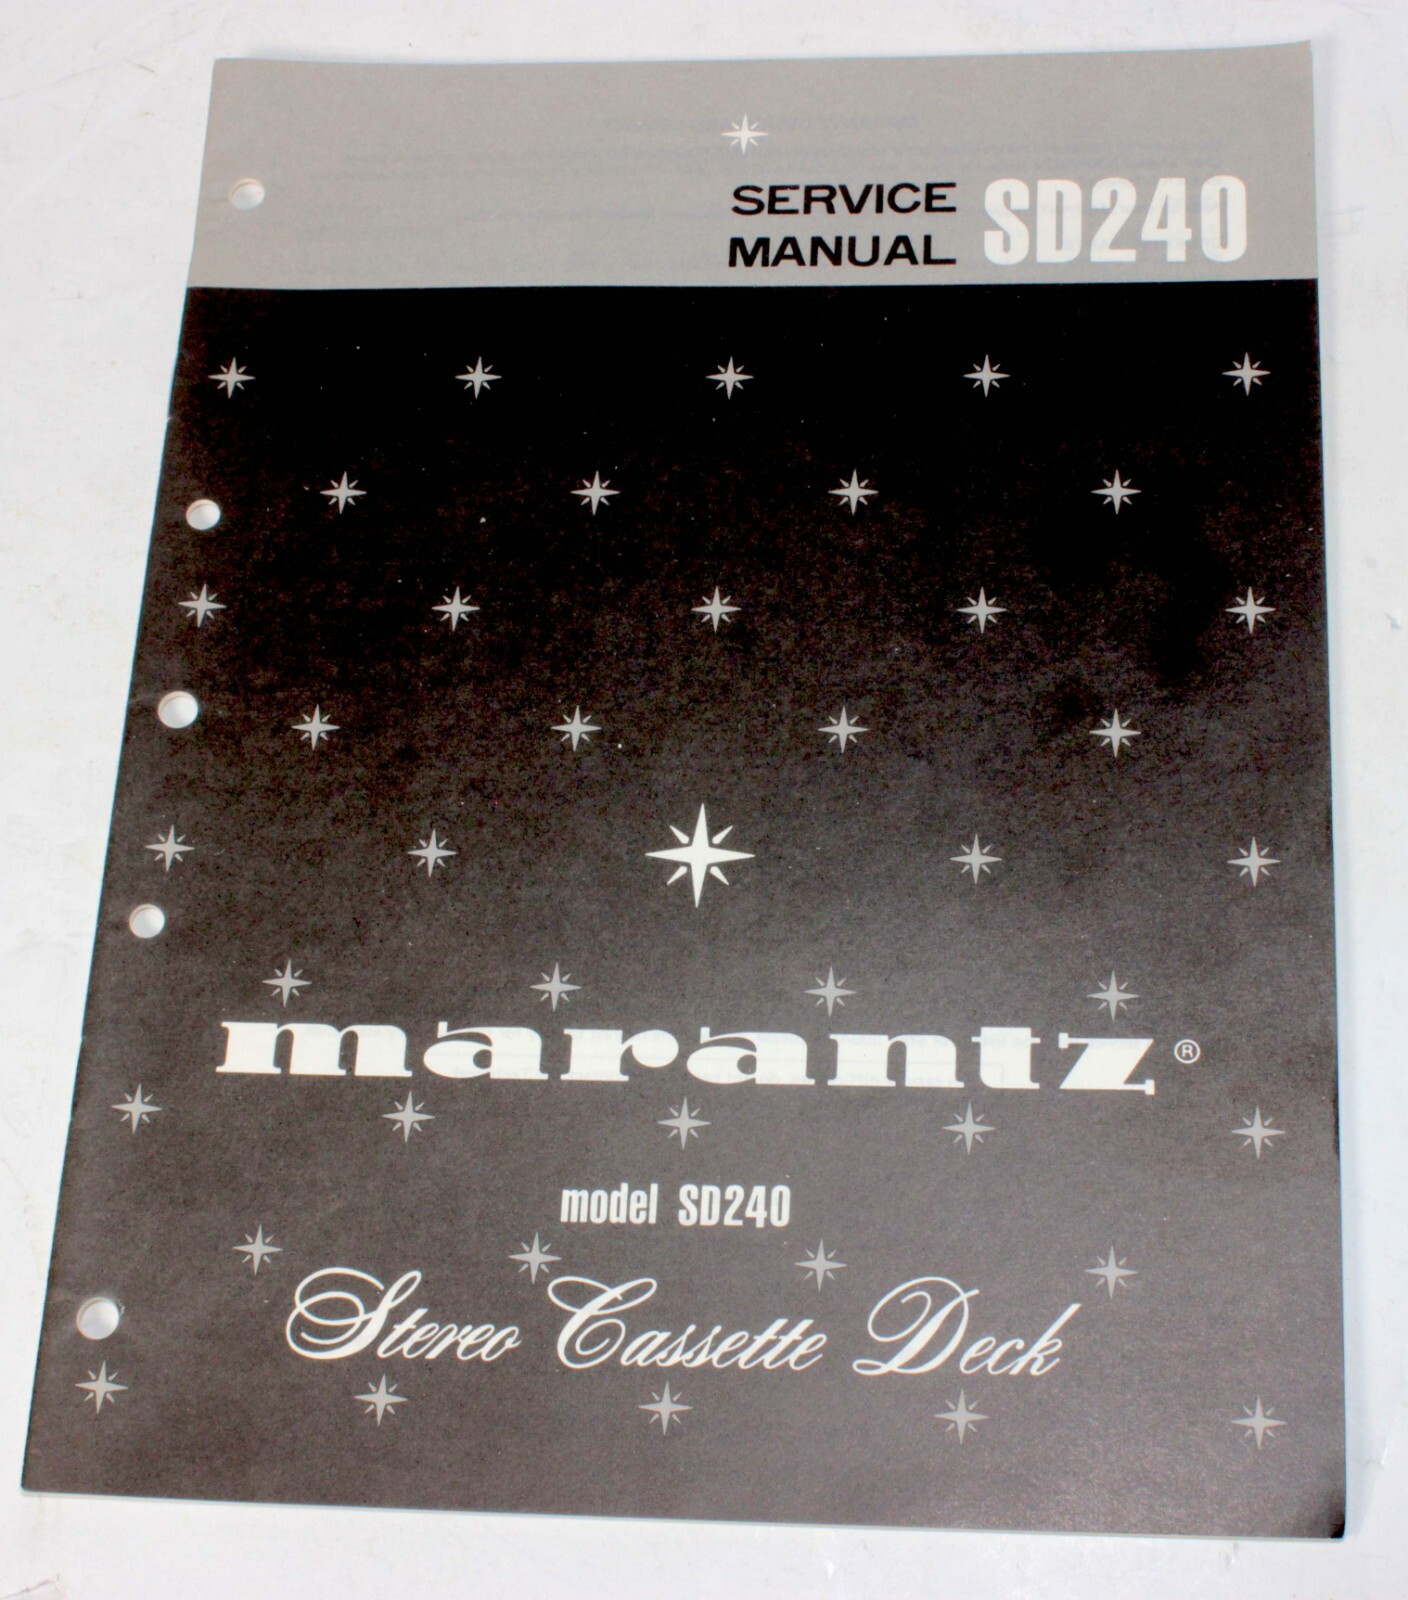 SERVICE
MANUAL SD240
marantz®
model SD240
Stereo Cassette Deck